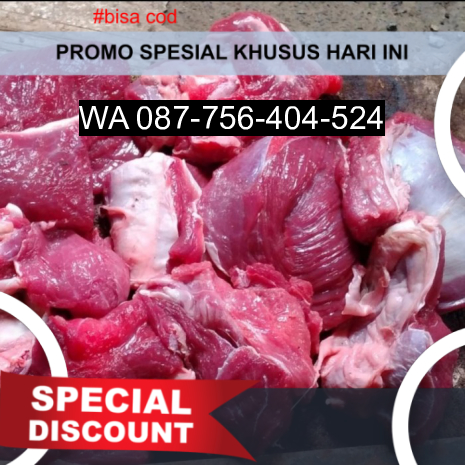 #bisa cod
PROMO SPESIAL KHUSUS HARI INI
WA 087-756-404-524
SPECIAL
DISCOUNT